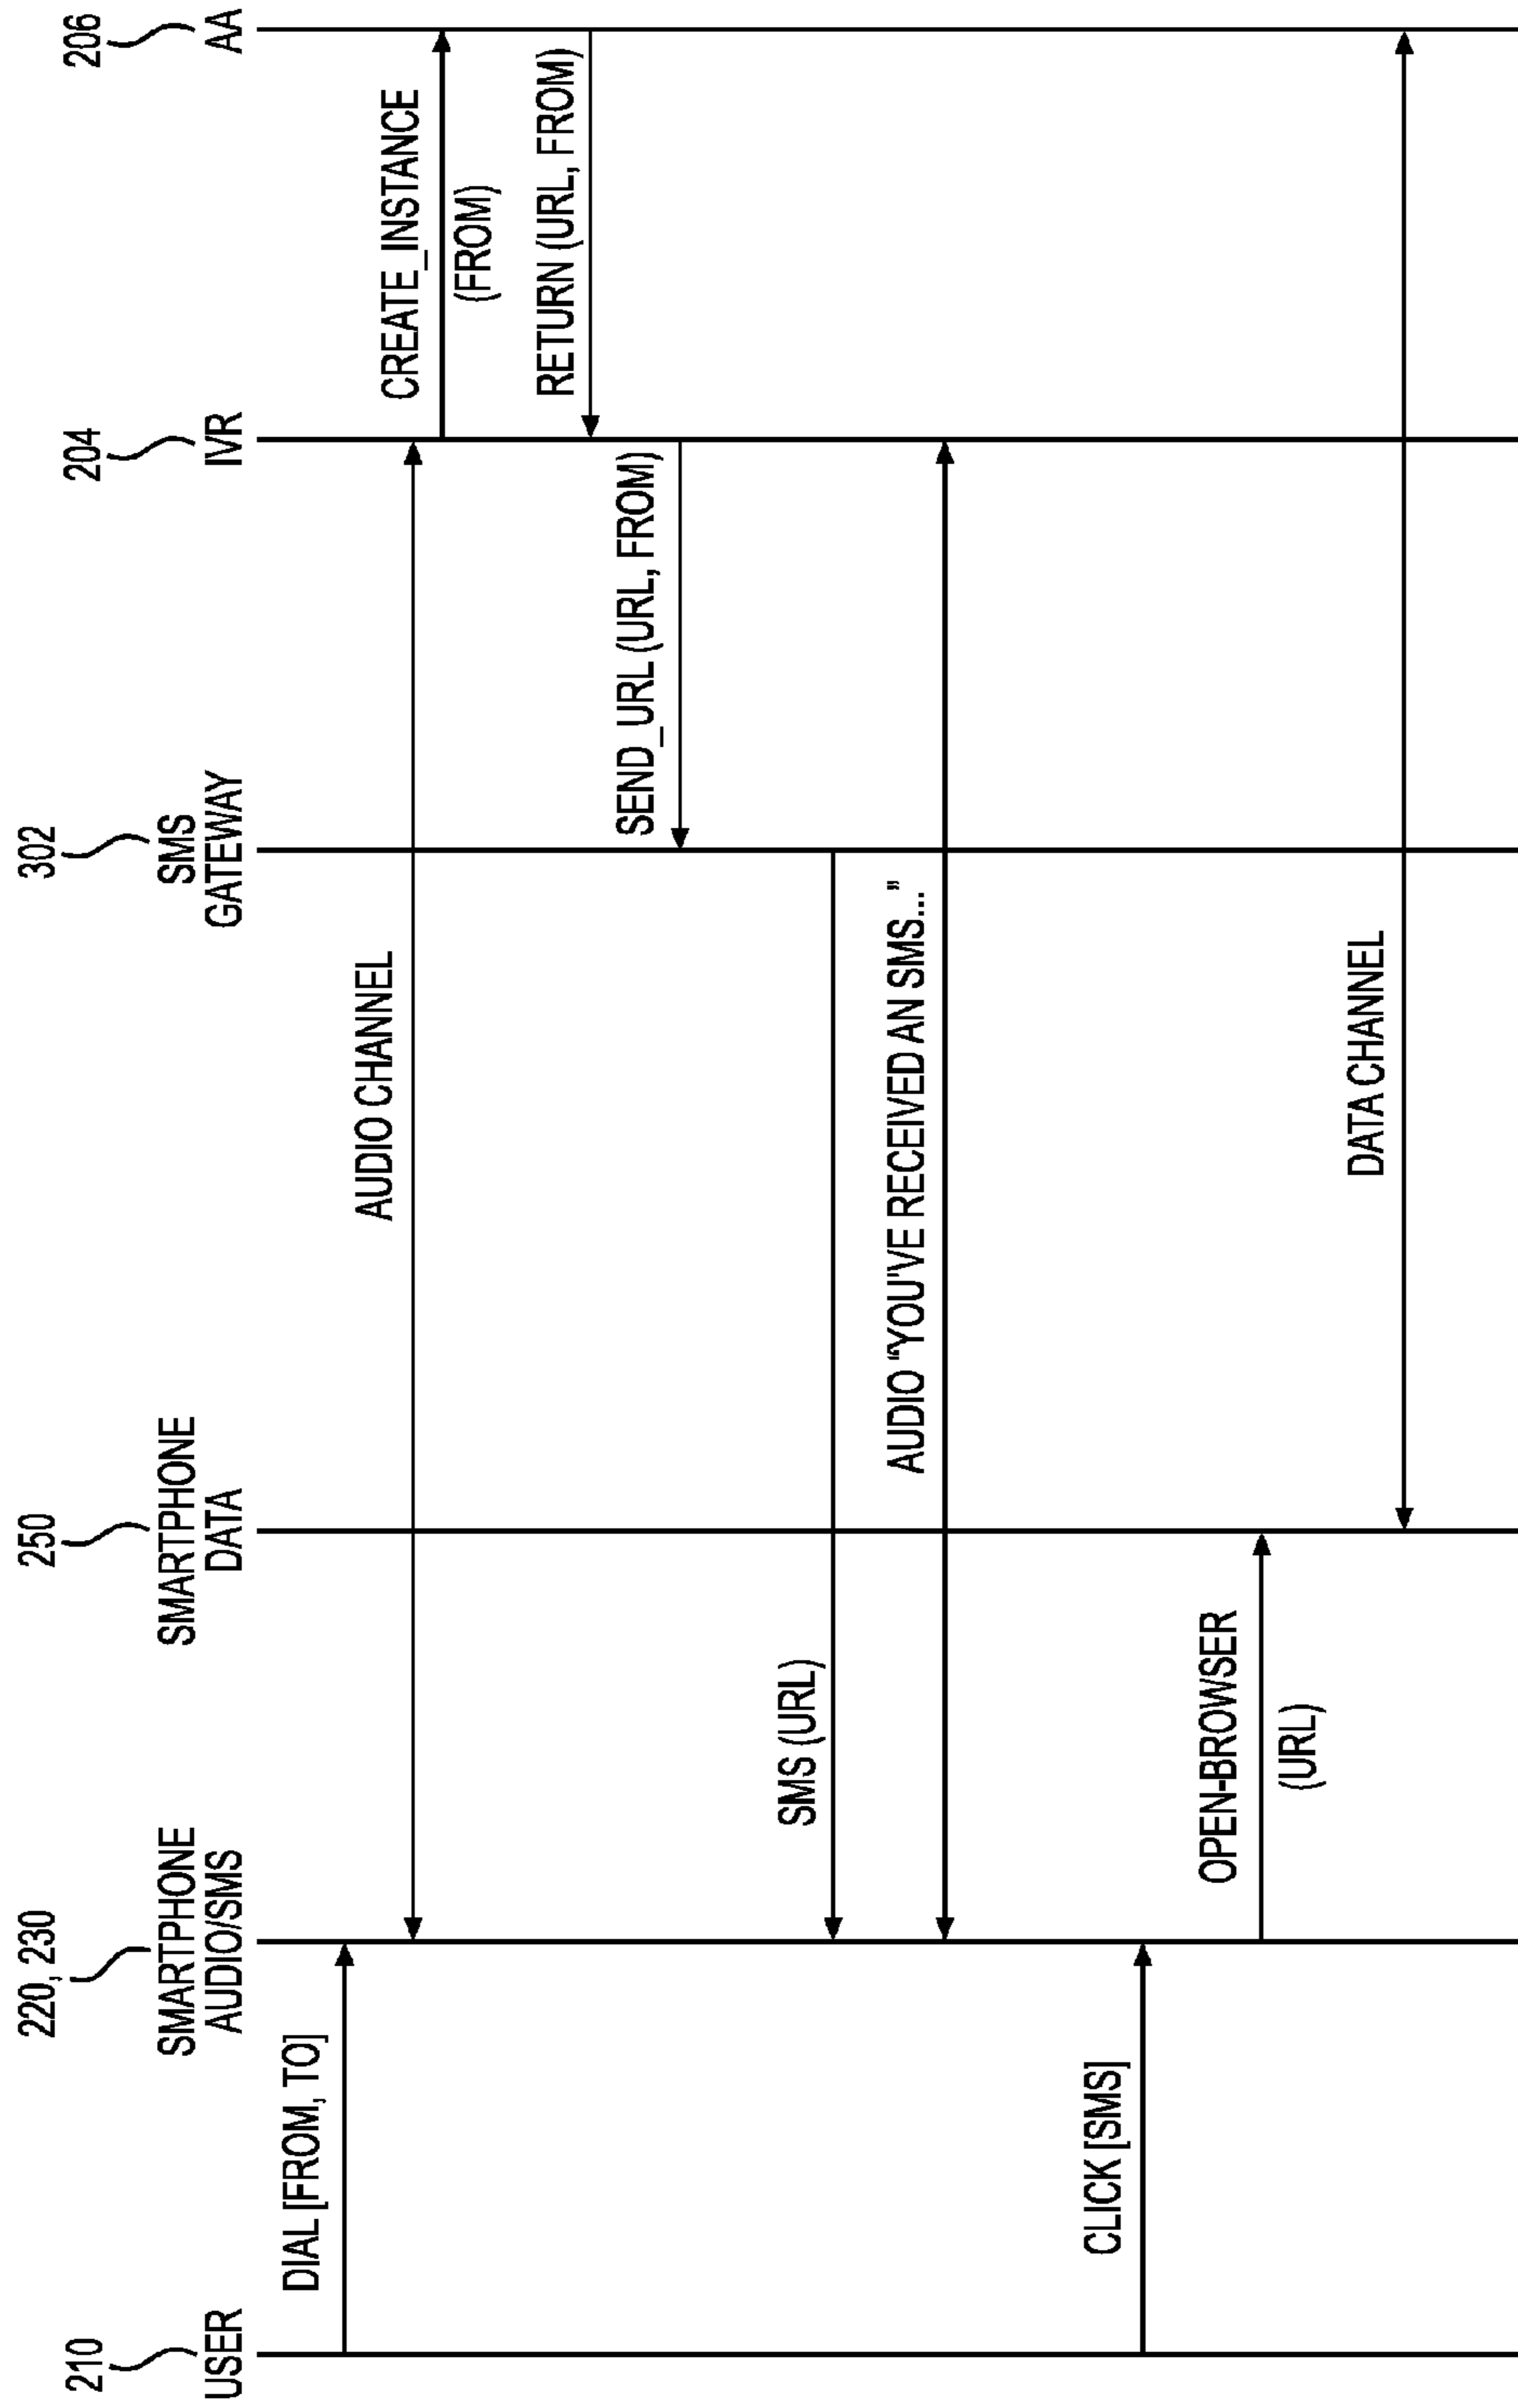 210
USER
220, 230
SMARTPHONE
AUDIO/SMS
250
SMARTPHONE
DATA
302
SMS
GATEWAY
204
IVR
206
AA
DIAL [FROM, TO]
AUDIO CHANNEL
CREATE_INSTANCE
(FROM)
RETURN (URL, FROM)
SEND_URL (URL, FROM)
SMS (URL)
AUDIO “YOU'VE RECEIVED AN SMS...”
CLICK [SMS]
OPEN-BROWSER
(URL)
DATA CHANNEL